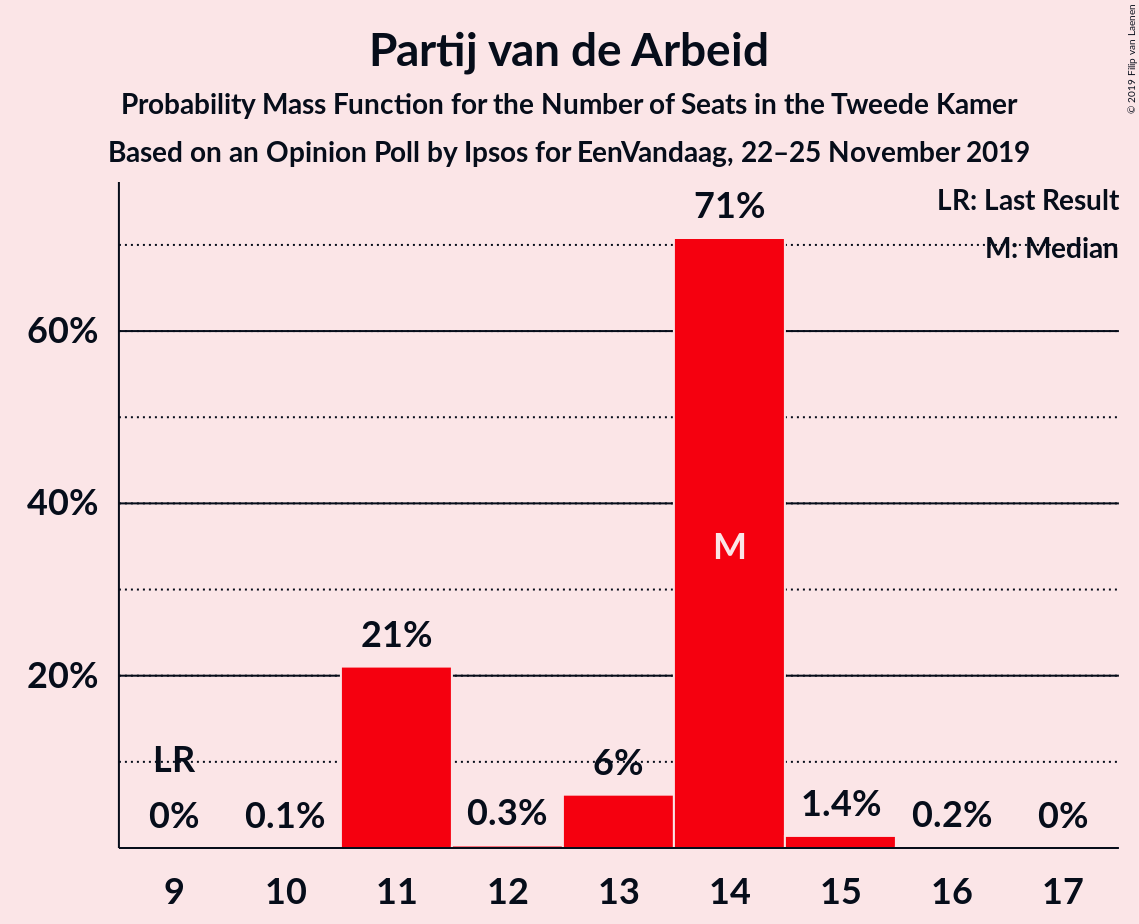 Partij van de Arbeid
Probability Mass Function for the Number of Seats in the Tweede Kamer
Based on an Opinion Poll by Ipsos for EenVandaag, 22–25 November 2019
© 2019 Filip van Laenen
LR: Last Result
M: Median
71%
60%
M
40%
21%
20%
LR
6%
0%
0.1%
0.3%
1.4%
0.2%
0%
9 10 11 12 13 14 15 16 17